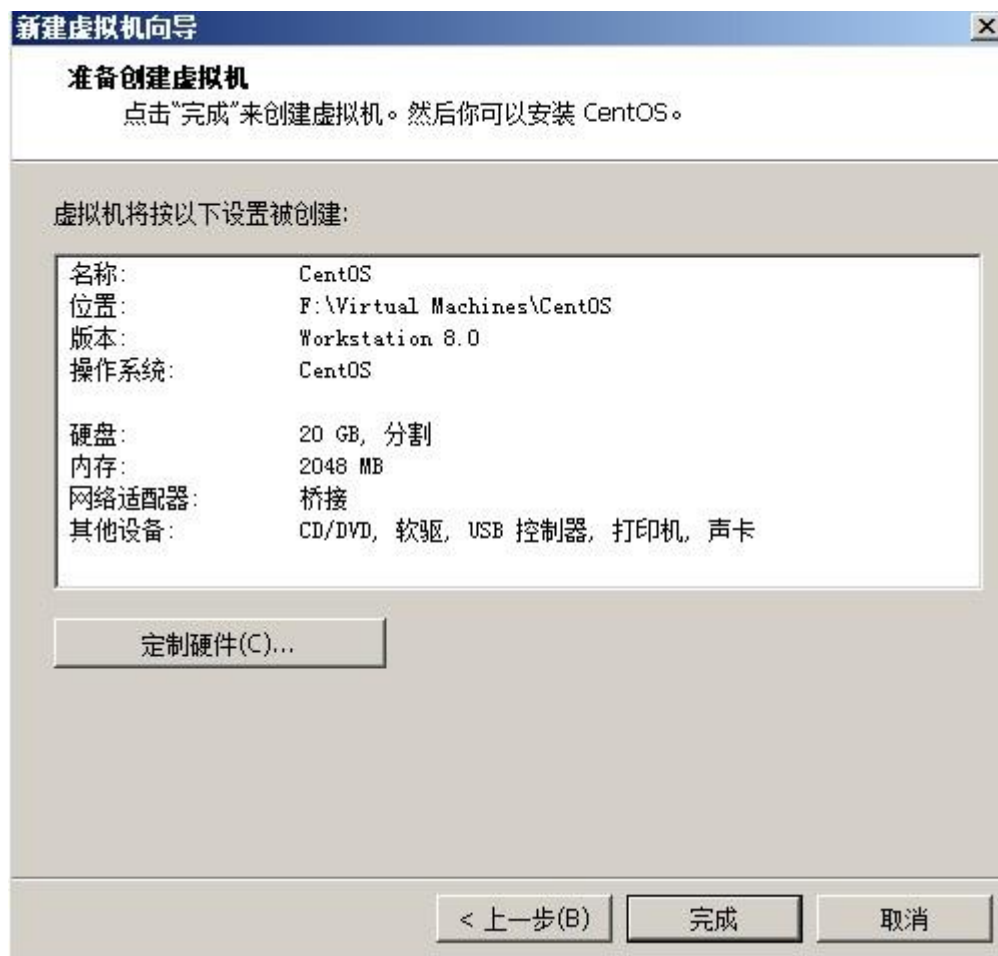 新建虚拟机向导
准备创建虚拟机
点击“完成”来创建虚拟机。然后你可以安装 CentOS。
虚拟机将按以下设置被创建:
名称: CentOS
位置: F:\Virtual Machines\CentOS
版本: Workstation 8.0
操作系统: CentOS
硬盘: 20 GB, 分割
内存: 2048 MB
网络适配器: 桥接
其他设备: CD/DVD, 软驱, USB 控制器, 打印机, 声卡
定制硬件(C)...
< 上一步(B) 完成 取消